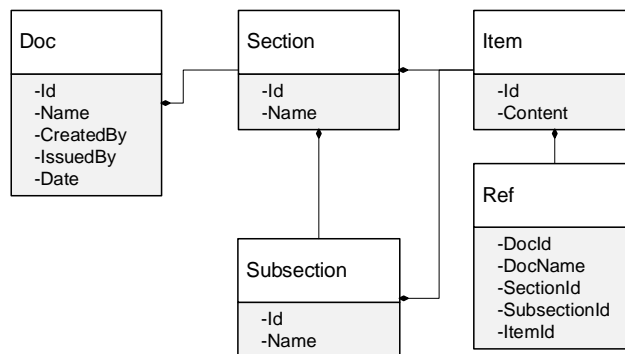 Doc
-Id
-Name
-CreatedBy
-IssuedBy
-Date
Section
-Id
-Name
Item
-Id
-Content
Subsection
-Id
-Name
Ref
-DocId
-DocName
-SectionId
-SubsectionId
-ItemId